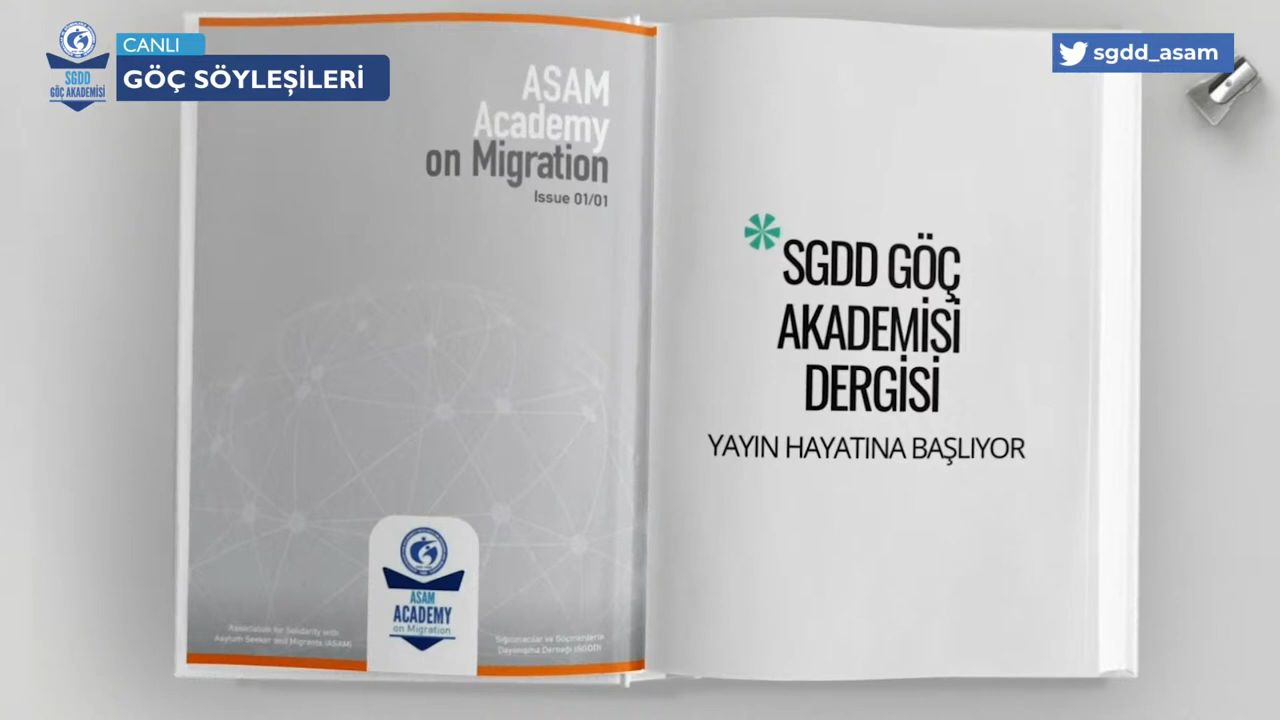 SGDD
GÖÇ AKADEMİSİ
CANLI
GÖÇ SÖYLEŞİLERİ
sgdd_asam
ASAM
Academy
on Migration
Issue 01/01
SGDD GÖÇ
AKADEMİSİ
DERGİSİ
YAYIN HAYATINA BAŞLIYOR
ASAM
ACADEMY
on Migration
Association for Solidarity with
Asylum Seeker and Migrants (ASAM)
Sığınmacılar ve Göçmenlerle
Dayanışma Derneği (SGDD)